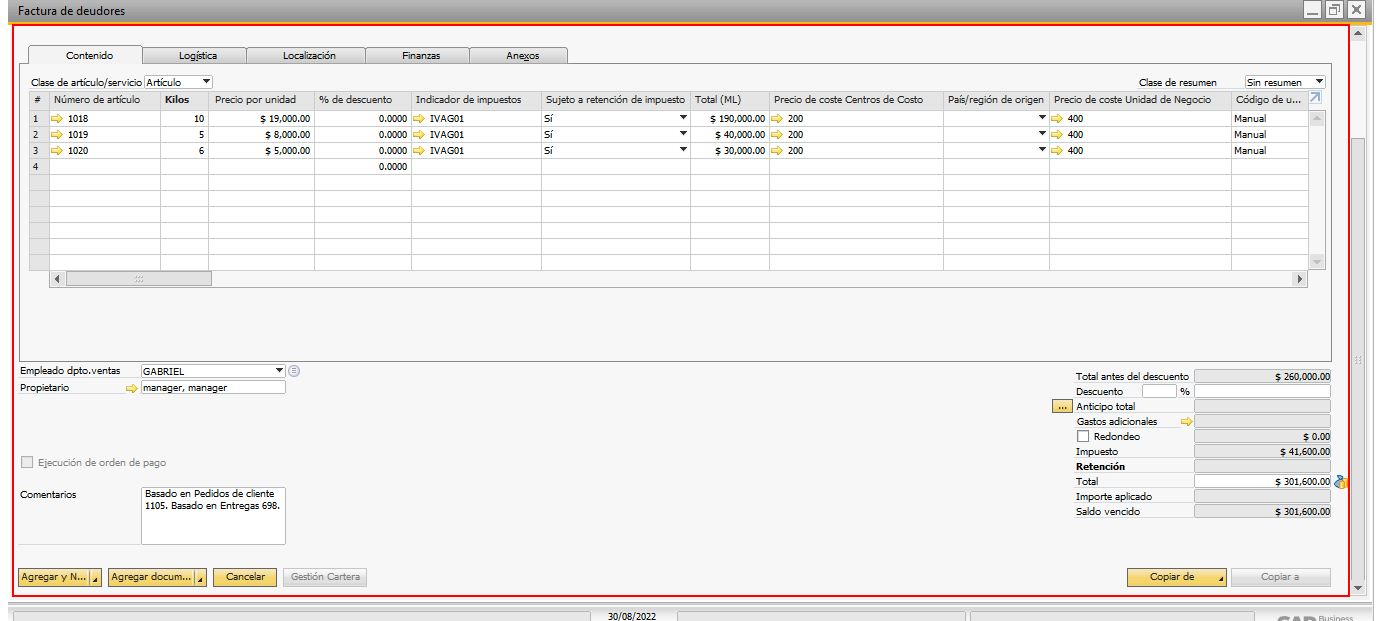 Factura de deudores
Contenido Logística Localización Finanzas Anexos
Clase de artículo/servicio Artículo Clase de resumen Sin resumen
# Número de artículo Kilos Precio por unidad % de descuento Indicador de impuestos Sujeto a retención de impuesto Total (ML) Precio de coste Centros de Costo País/región de origen Precio de coste Unidad de Negocio Código de u...
1 1018 10 $ 19,000.00 0.0000 IVAG01 Sí $ 190,000.00 200 400 Manual
2 1019 5 $ 8,000.00 0.0000 IVAG01 Sí $ 40,000.00 200 400 Manual
3 1020 6 $ 5,000.00 0.0000 IVAG01 Sí $ 30,000.00 200 400 Manual
4 0.0000
Empleado dpto.ventas GABRIEL
Propietario manager, manager
Total antes del descuento $ 260,000.00
Descuento %
... Anticipo total
Gastos adicionales
Redondeo $ 0.00
Impuesto $ 41,600.00
Retención
Total $ 301,600.00
Importe aplicado
Saldo vencido $ 301,600.00
Ejecución de orden de pago
Comentarios Basado en Pedidos de cliente
1105. Basado en Entregas 698.
Agregar y N... Agregar docum... Cancelar Gestión Cartera Copiar de Copiar a
30/08/2022 SAP Business